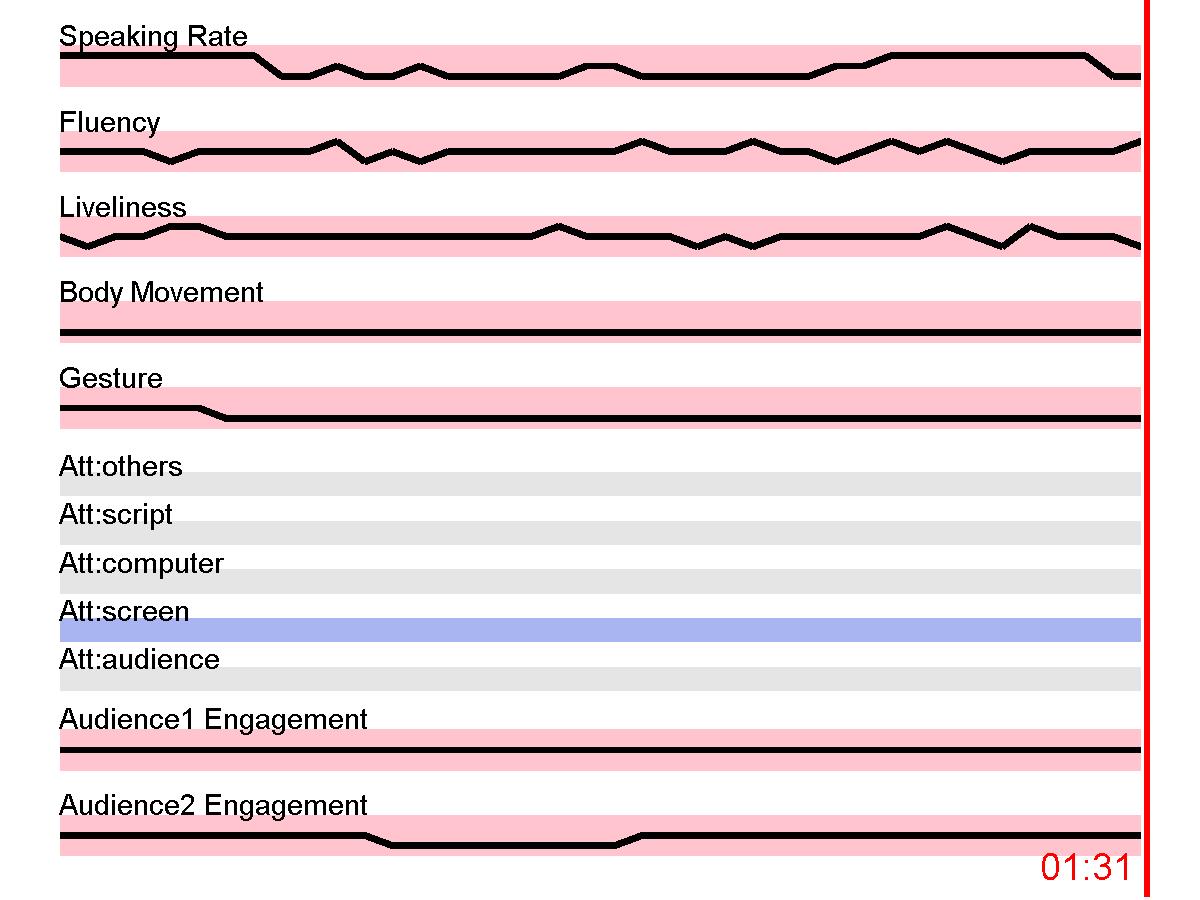 Speaking Rate
Fluency
Liveliness
Body Movement
Gesture
Att:others
Att:script
Att:computer
Att:screen
Att:audience
Audience1 Engagement
Audience2 Engagement
01:31